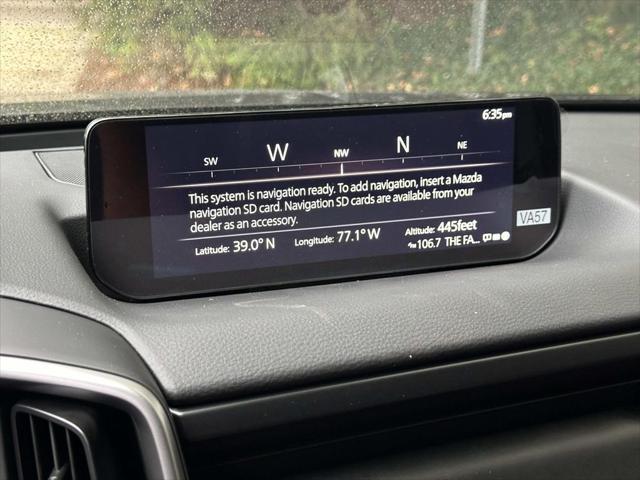 6:35pm
SW W NW N NE
This system is navigation ready. To add navigation, insert a Mazda
navigation SD card. Navigation SD cards are available from your
dealer as an accessory.
Latitude: 39.0° N Longitude: 77.1° W Altitude: 445feet
106.7 THE FA...
VA57